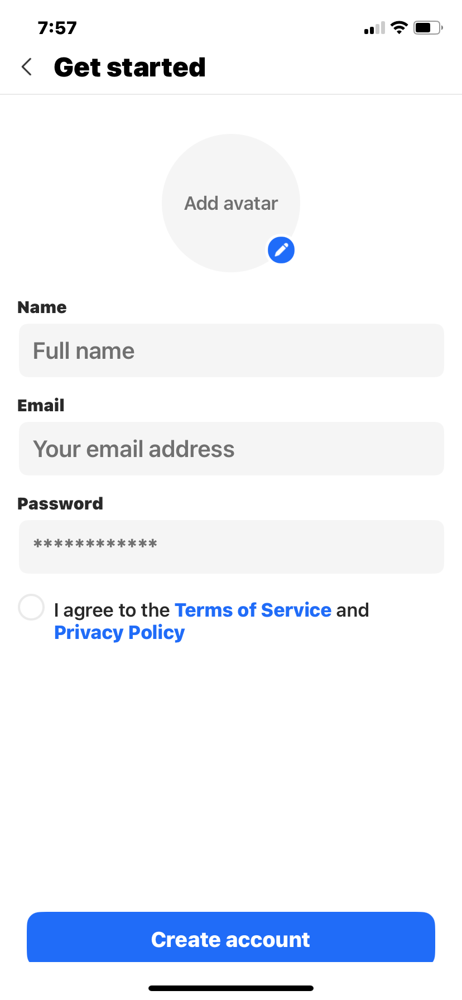 7:57
Get started
Add avatar
Name
Full name
Email
Your email address
Password
************
I agree to the Terms of Service and
Privacy Policy
Create account